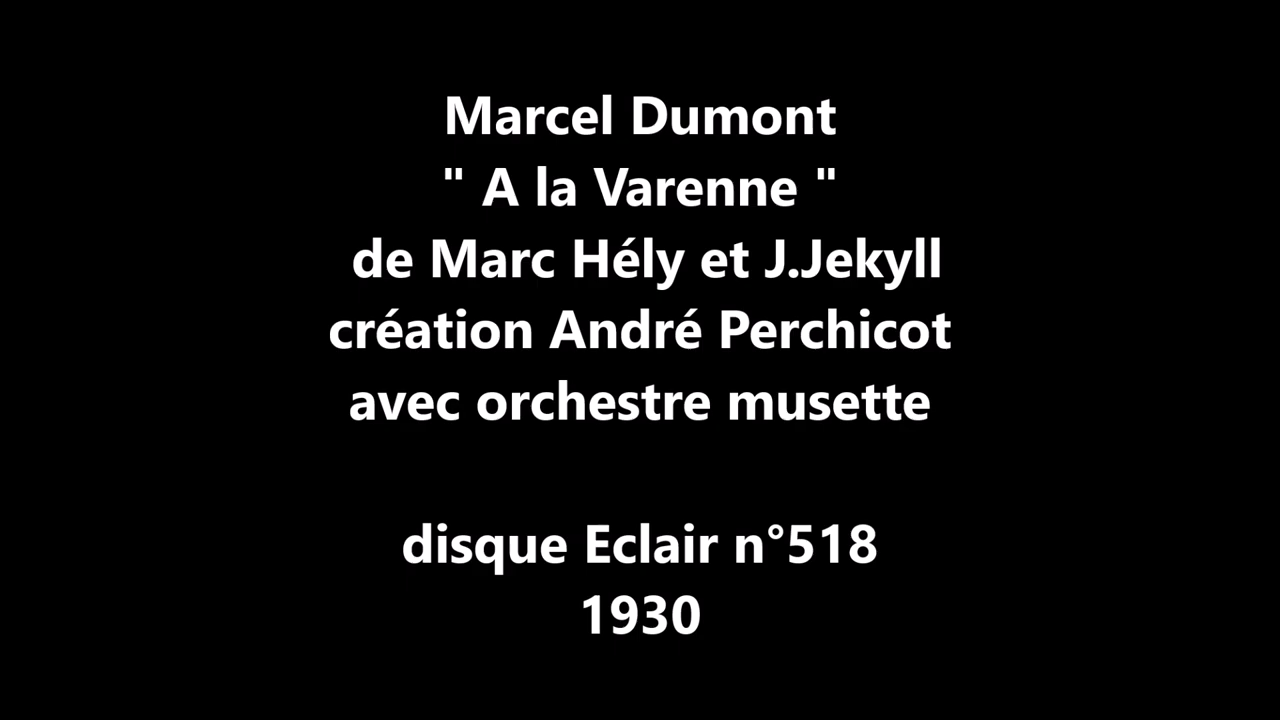 Marcel Dumont
" A la Varenne "
de Marc Hély et J.Jekyll
création André Perchicot
avec orchestre musette
disque Eclair n°518
1930